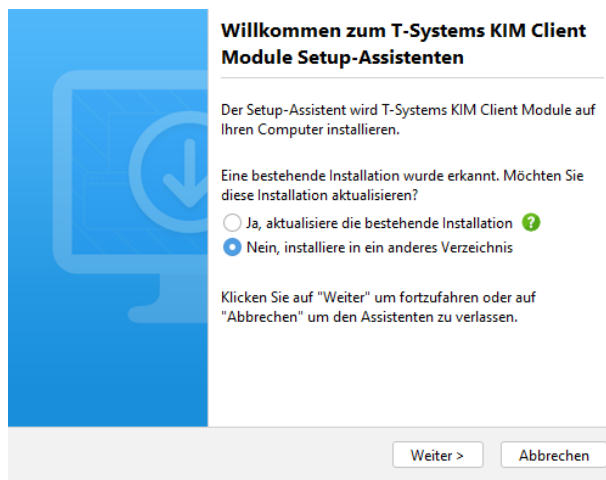 Willkommen zum T-Systems KIM Client
Module Setup-Assistenten
Der Setup-Assistent wird T-Systems KIM Client Module auf
Ihren Computer installieren.
Eine bestehende Installation wurde erkannt. Möchten Sie
diese Installation aktualisieren?
Ja, aktualisiere die bestehende Installation ?
Nein, installiere in ein anderes Verzeichnis
Klicken Sie auf "Weiter" um fortzufahren oder auf
"Abbrechen" um den Assistenten zu verlassen.
Weiter > Abbrechen